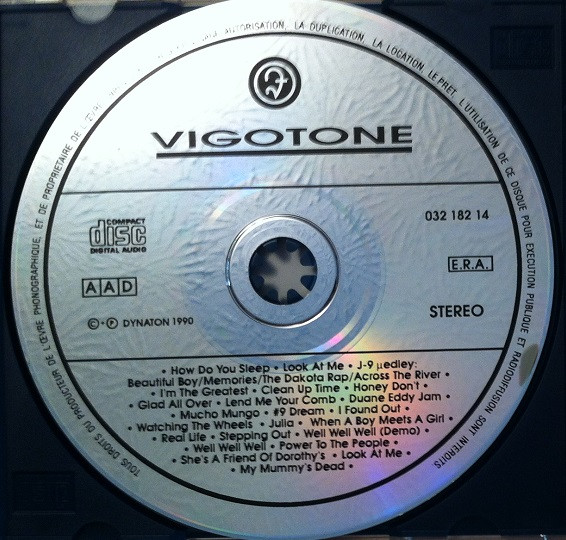 SANS AUTORISATION, LA DUPLICATION, LA LOCATION, LE PRET, L'UTILISATION DE CE DISQUE POUR EXECUTION PUBLIQUE ET RADIODIFFUSION SONT INTERDITS
VIGOTONE
COMPACT
disc
DIGITAL AUDIO
032 182 14
E.R.A.
AAD
STEREO
©·℗ DYNATON 1990
• How Do You Sleep • Look At Me • J-9 µedley:
Beautiful Boy/Memories/The Dakota Rap/Across The River •
• I'm The Greatest • Clean Up Time • Honey Don't •
• Glad All Over • Lend Me Your Comb • Duane Eddy Jam •
• Mucho Mungo • #9 Dream • I Found Out •
• Watching The Wheels • Julia • When A Boy Meets A Girl •
• Real Life • Stepping Out • Well Well Well (Demo) •
• Well Well Well • Power To The People •
• She's A Friend Of Dorothy's • Look At Me •
• My Mummy's Dead •
TOUS DROITS DU PRODUCTEUR DE L'ŒVRE PHONOGRAPHIQUE, ET DE PROPRIETAIRE DE L'ŒVRE